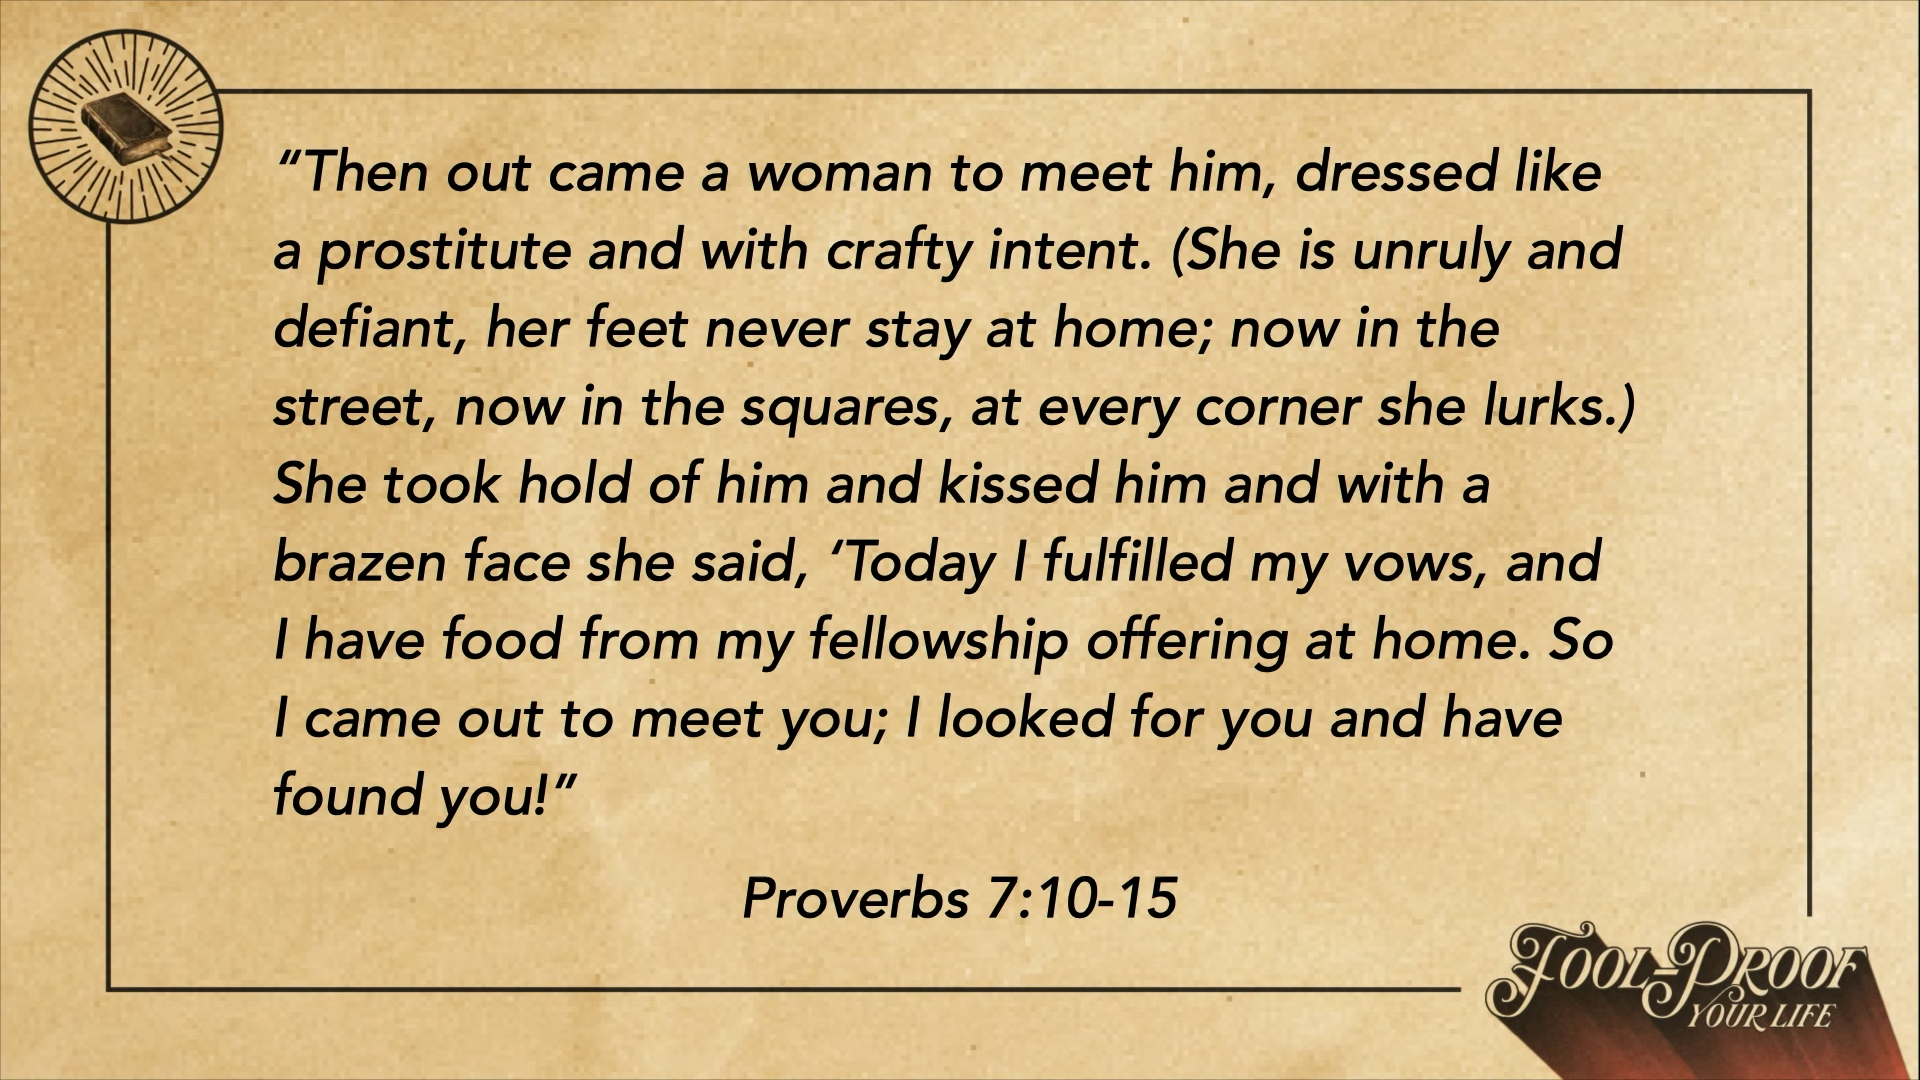 “Then out came a woman to meet him, dressed like
a prostitute and with crafty intent. (She is unruly and
defiant, her feet never stay at home; now in the
street, now in the squares, at every corner she lurks.)
She took hold of him and kissed him and with a
brazen face she said, ‘Today I fulfilled my vows, and
I have food from my fellowship offering at home. So
I came out to meet you; I looked for you and have
found you!”
Proverbs 7:10-15
FOOL-PROOF
YOUR LIFE